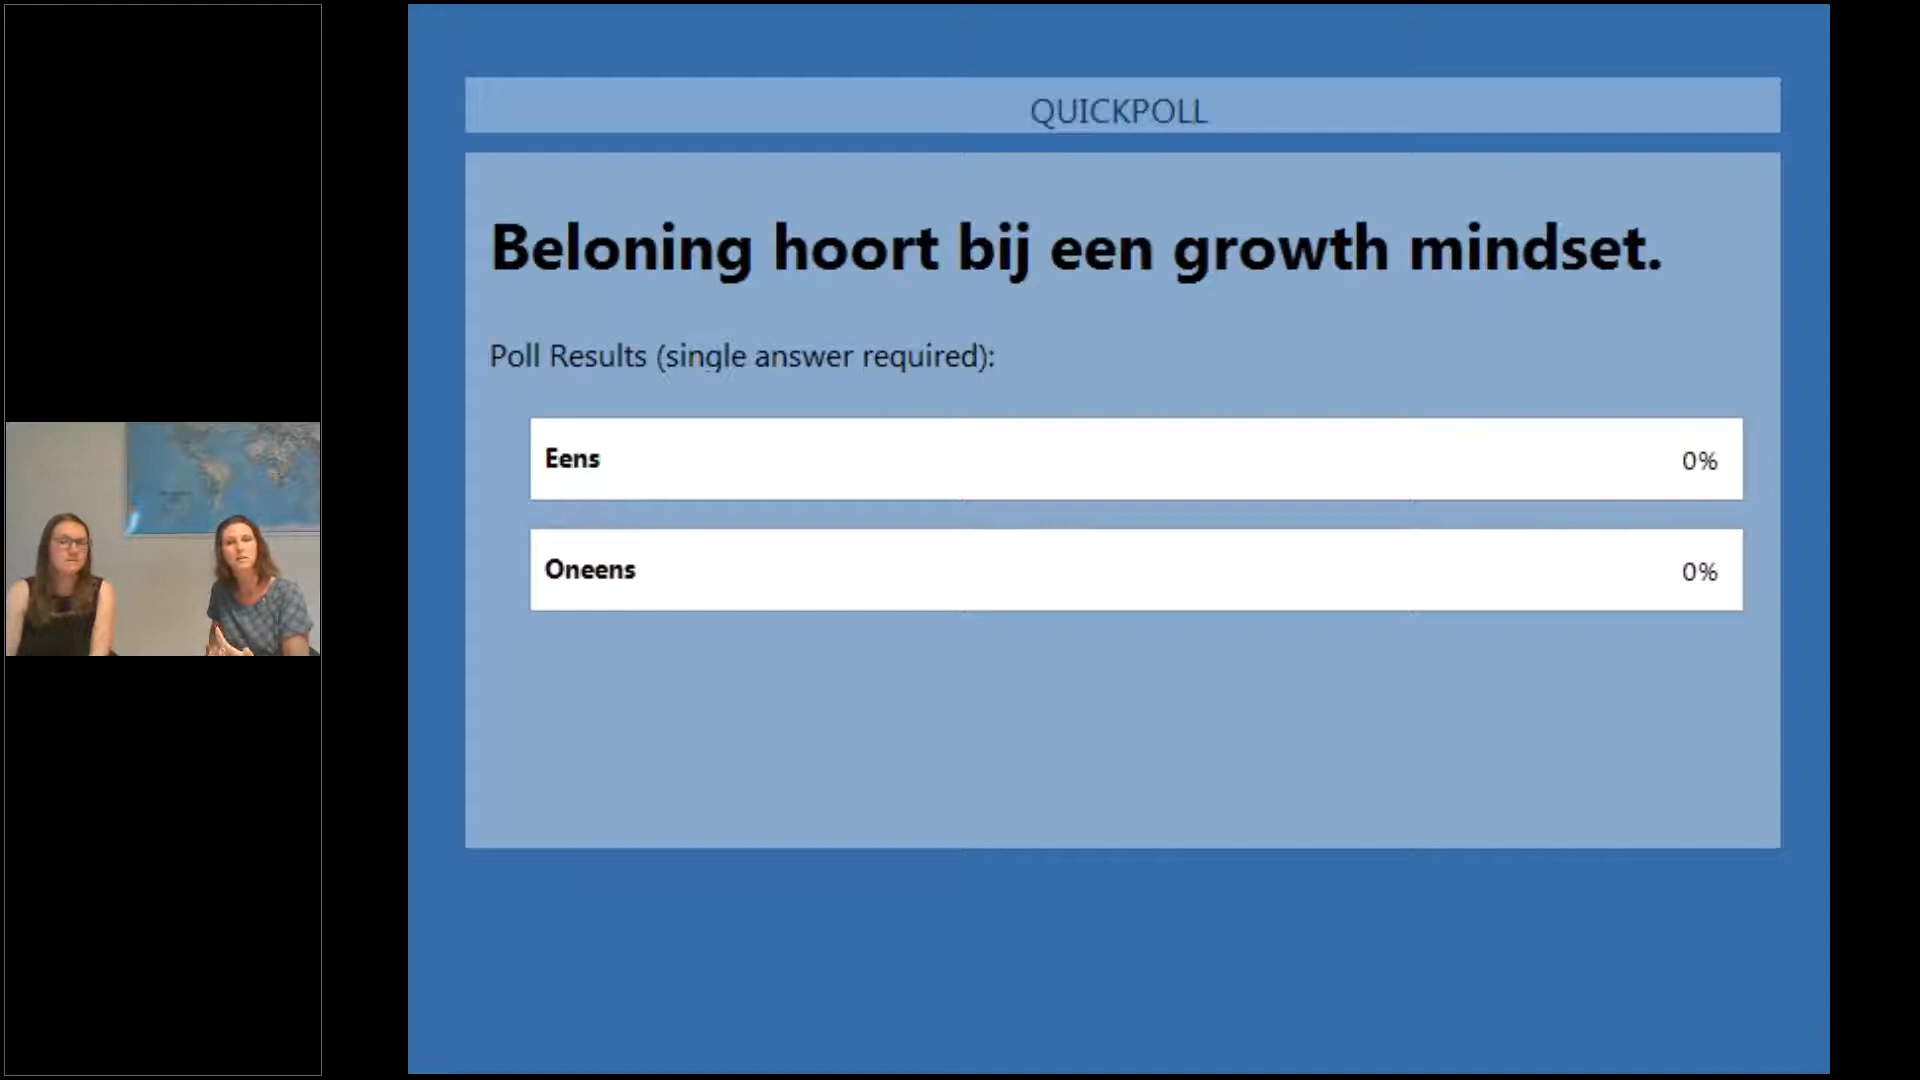 QUICKPOLL
Beloning hoort bij een growth mindset.
Poll Results (single answer required):
Eens 0%
Oneens 0%